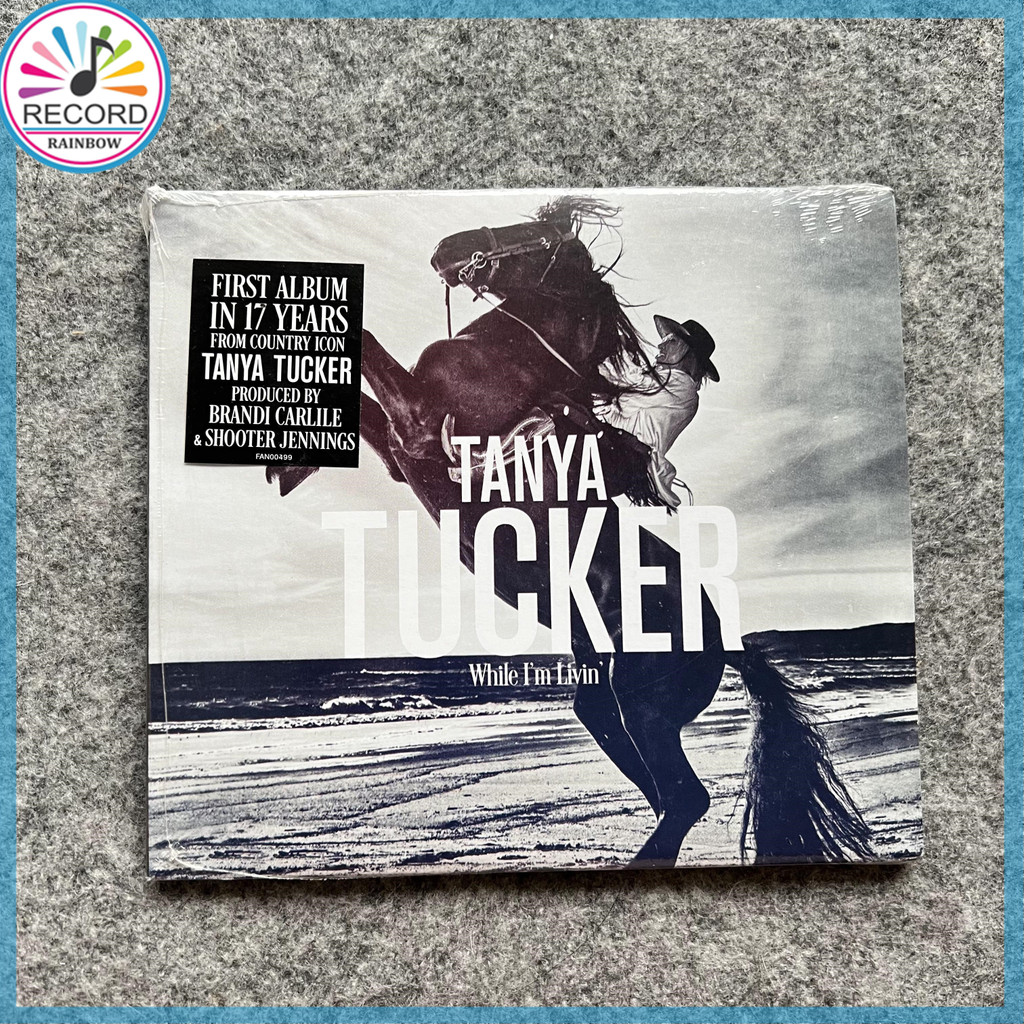 RECORD
RAINBOW
FIRST ALBUM
IN 17 YEARS
FROM COUNTRY ICON
TANYA TUCKER
PRODUCED BY
BRANDI CARLILE
& SHOOTER JENNINGS
FAN00499
TANYA
TUCKER
While I'm Livin'